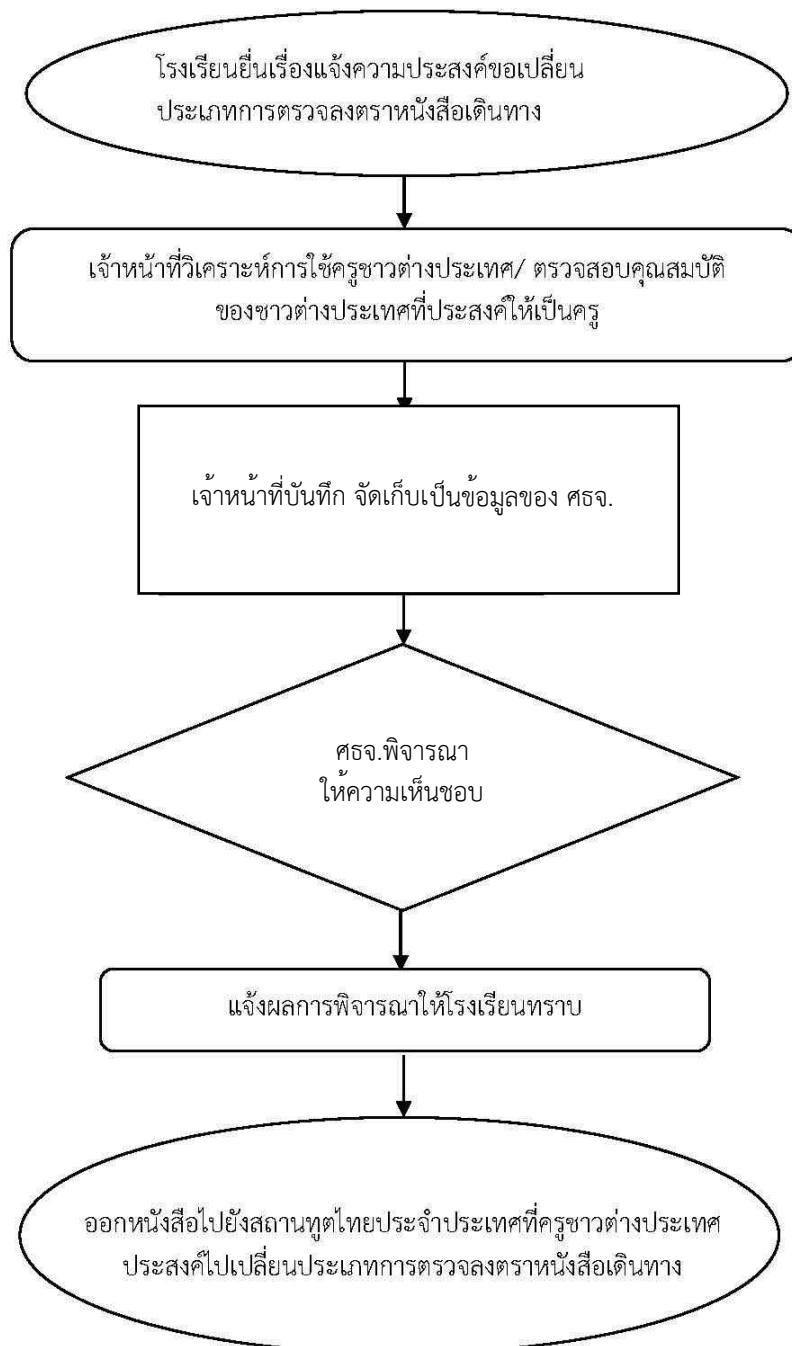 โรงเรียนยื่นเรื่องแจ้งความประสงค์ขอเปลี่ยน
ประเภทการตรวจลงตราหนังสือเดินทาง
เจ้าหน้าที่วิเคราะห์การใช้ครูชาวต่างประเทศ/ ตรวจสอบคุณสมบัติ
ของชาวต่างประเทศที่ประสงค์ให้เป็นครู
เจ้าหน้าที่บันทึก จัดเก็บเป็นข้อมูลของ ศธจ.
ศธจ.พิจารณา
ให้ความเห็นชอบ
แจ้งผลการพิจารณาให้โรงเรียนทราบ
ออกหนังสือไปยังสถานทูตไทยประจำประเทศที่ครูชาวต่างประเทศ
ประสงค์ไปเปลี่ยนประเภทการตรวจลงตราหนังสือเดินทาง